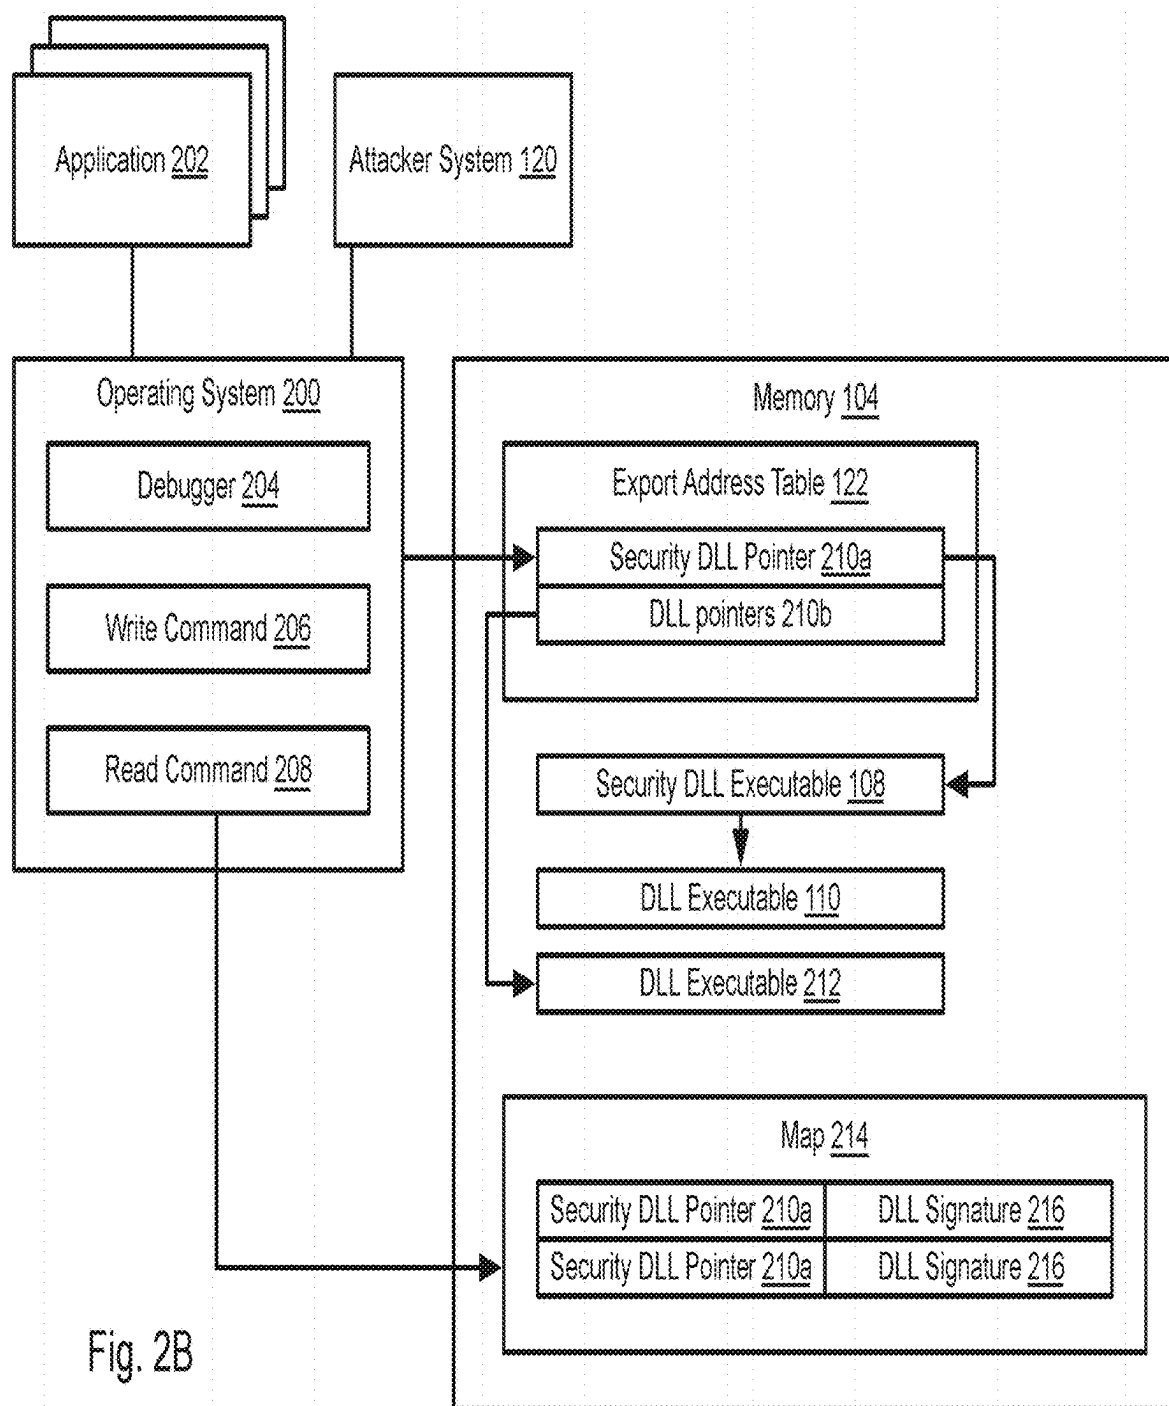 Application 202
Attacker System 120
Operating System 200
Debugger 204
Write Command 206
Read Command 208
Memory 104
Export Address Table 122
Security DLL Pointer 210a
DLL pointers 210b
Security DLL Executable 108
DLL Executable 110
DLL Executable 212
Map 214
Security DLL Pointer 210a DLL Signature 216
Security DLL Pointer 210a DLL Signature 216
Fig. 2B